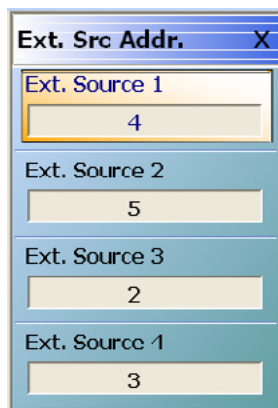 Ext. Src Addr. X
Ext. Source 1
4
Ext. Source 2
5
Ext. Source 3
2
Ext. Source 4
3